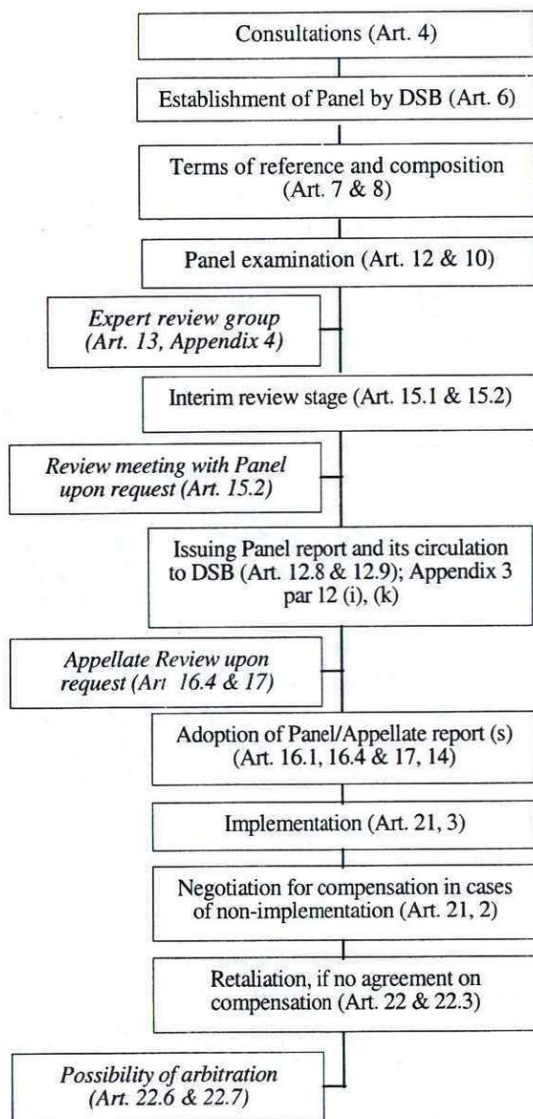 Consultations (Art. 4)
Establishment of Panel by DSB (Art. 6)
Terms of reference and composition
(Art. 7 & 8)
Panel examination (Art. 12 & 10)
Expert review group
(Art. 13, Appendix 4)
Interim review stage (Art. 15.1 & 15.2)
Review meeting with Panel
upon request (Art. 15.2)
Issuing Panel report and its circulation
to DSB (Art. 12.8 & 12.9); Appendix 3
par 12 (i), (k)
Appellate Review upon
request (Art 16.4 & 17)
Adoption of Panel/Appellate report (s)
(Art. 16.1, 16.4 & 17, 14)
Implementation (Art. 21, 3)
Negotiation for compensation in cases
of non-implementation (Art. 21, 2)
Retaliation, if no agreement on
compensation (Art. 22 & 22.3)
Possibility of arbitration
(Art. 22.6 & 22.7)